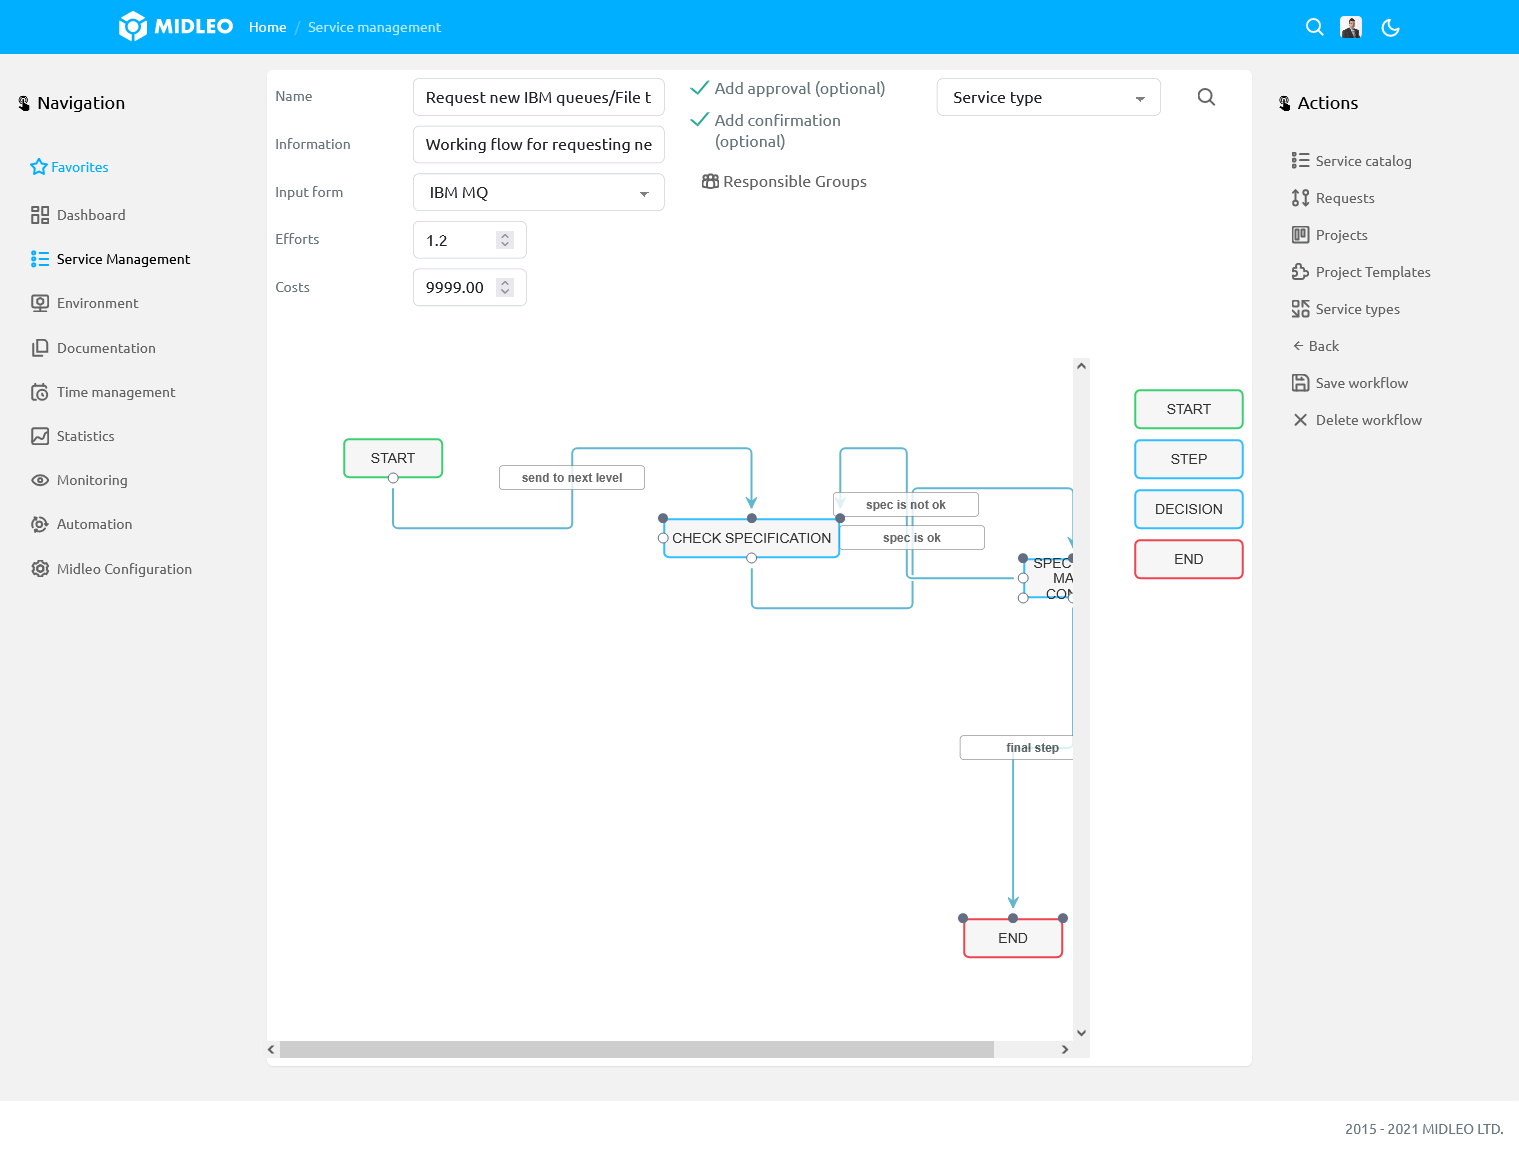 MIDLEO
Home / Service management
Navigation
Favorites
Dashboard
Service Management
Environment
Documentation
Time management
Statistics
Monitoring
Automation
Midleo Configuration
Name
Request new IBM queues/File t
Information
Working flow for requesting ne
Input form
IBM MQ
Efforts
1.2
Costs
9999.00
Add approval (optional)
Add confirmation
(optional)
Responsible Groups
Service type
START
send to next level
CHECK SPECIFICATION
spec is not ok
spec is ok
SPEC
MA
CON
final step
END
START
STEP
DECISION
END
Actions
Service catalog
Requests
Projects
Project Templates
Service types
Back
Save workflow
Delete workflow
2015 - 2021 MIDLEO LTD.